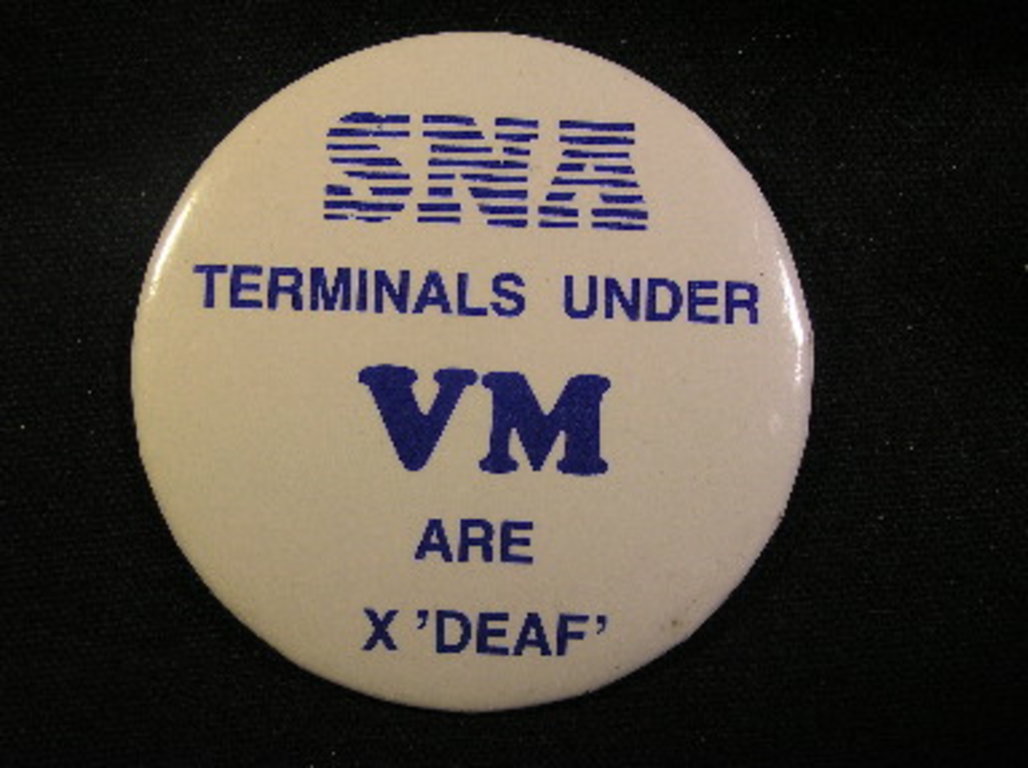 SNA
TERMINALS UNDER
VM
ARE
X 'DEAF'